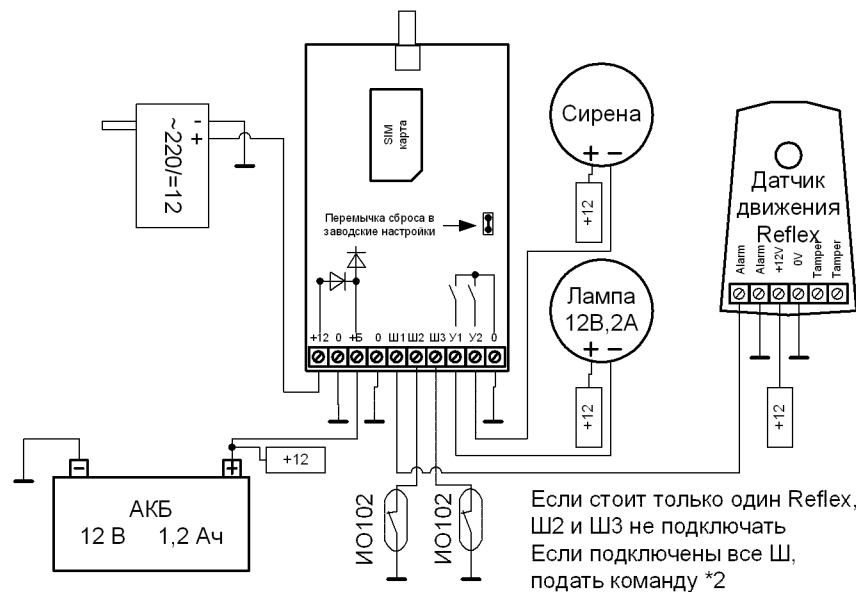 ~220/=12
-
+
SIM
карта
Перемычка сброса в
заводские настройки
+12 0 +Б 0 Ш1 Ш2 Ш3 У1 У2 0
Сирена
+ −
+12
Лампа
12В,2А
+ −
+12
Датчик
движения
Reflex
Alarm
Alarm
+12V
0V
Tamper
Tamper
+12
− +
+12
АКБ
12 В 1,2 Ач
ИО102
ИО102
Если стоит только один Reflex,
Ш2 и Ш3 не подключать
Если подключены все Ш,
подать команду *2